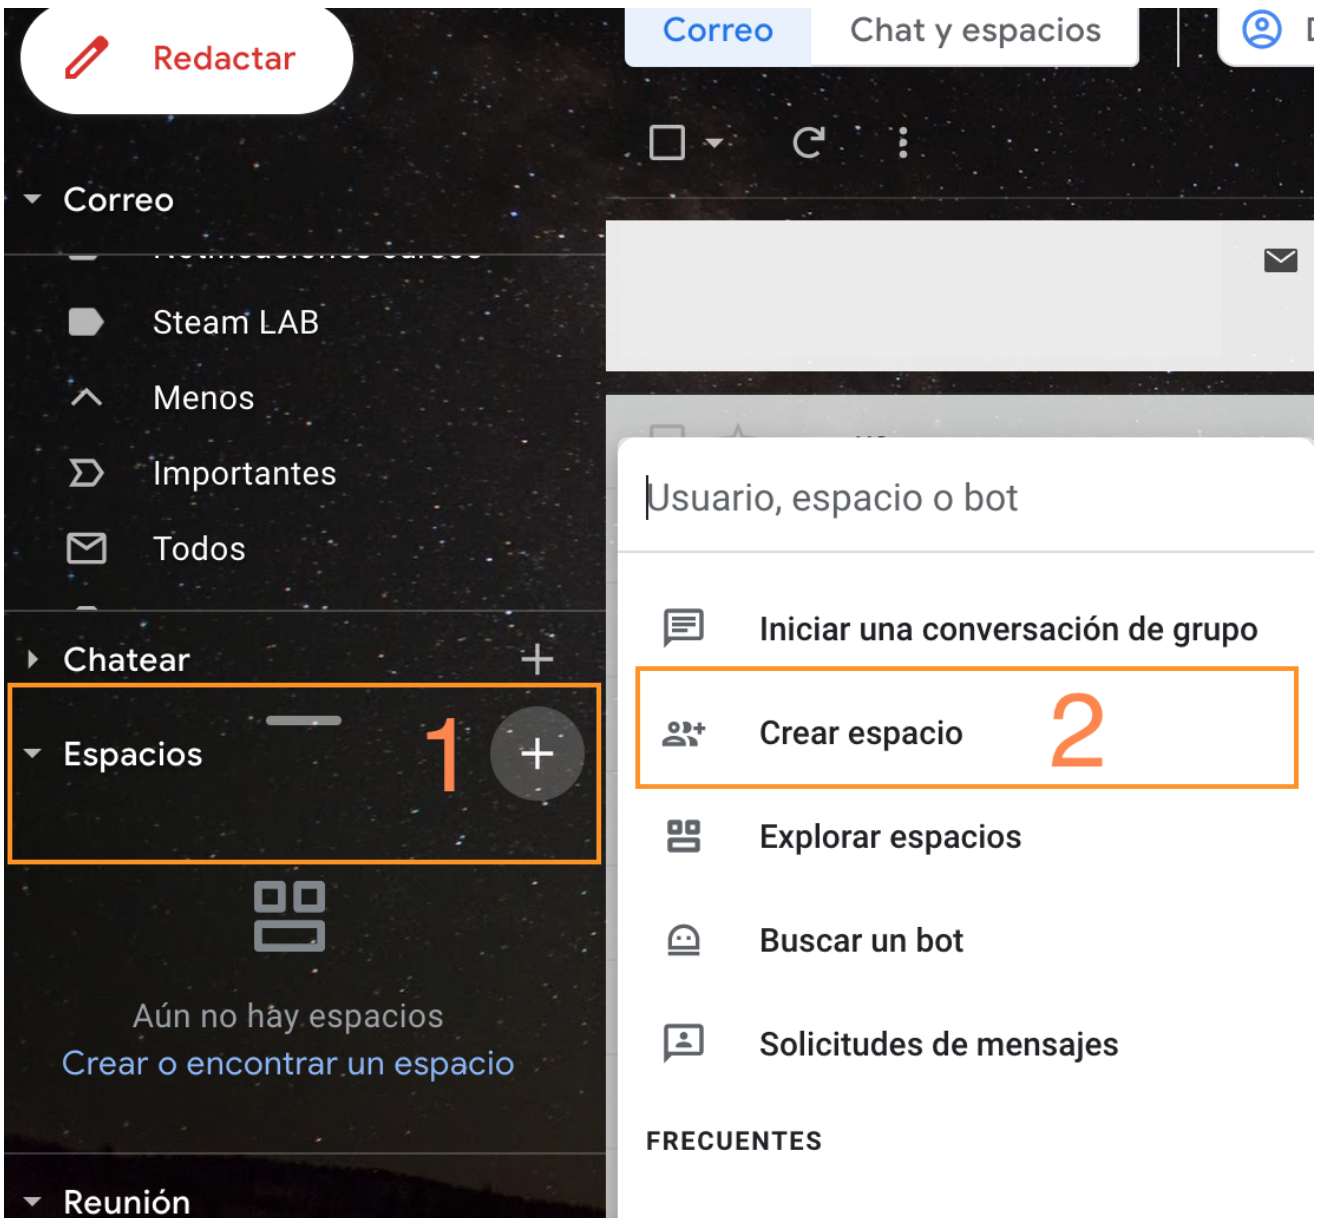 Redactar
Correo
Steam LAB
Menos
Importantes
Todos
Chatear
Espacios
1
Aún no hay espacios
Crear o encontrar un espacio
Reunión
Correo
Chat y espacios
Usuario, espacio o bot
Iniciar una conversación de grupo
Crear espacio
2
Explorar espacios
Buscar un bot
Solicitudes de mensajes
FRECUENTES